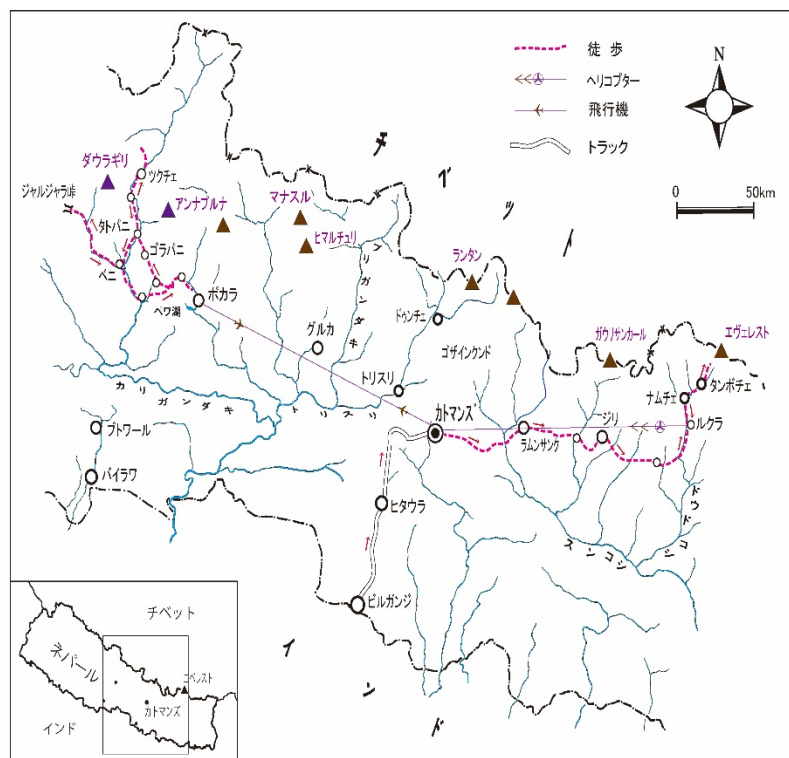 徒歩
ヘリコプター
飛行機
トラック
N
0 50km
チベット
ダウラギリ
ツクチェ
ジャルジャラ峠
アンナプルナ
マナスル
タトパニ
ゴラパニ
ヒマルチュリ
ベニ
ヘワ湖
ポカラ
ブリガンダキ
ランタン
ドゥンチェ
グルカ
ゴザインクンド
ガウリサンカール
エヴェレスト
カリガンダキ
トリスリ
トリスリ
タンボチェ
ナムチェ
カトマンズ
ラムンサング
ジリ
ルクラ
ブトワール
バイラワ
ヒタウラ
スンコシ
ドウドコシ
ビルガンジ
インド
チベット
ネパール
エベレスト
カトマンズ
インド